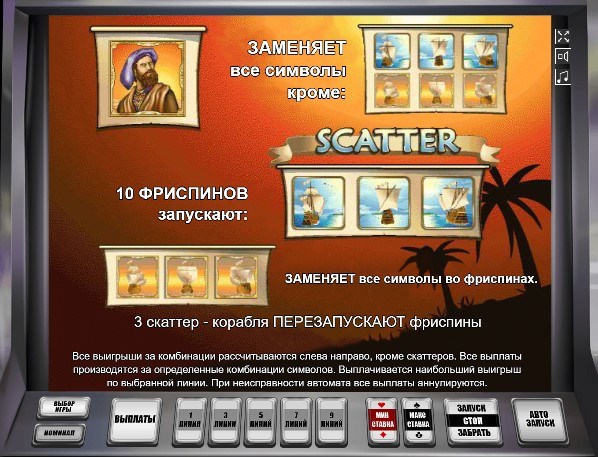 ЗАМЕНЯЕТ
все символы
кроме:
SCATTER
10 ФРИСПИНОВ
запускают:
ЗАМЕНЯЕТ все символы во фриспинах.
3 скаттер - корабля ПЕРЕЗАПУСКАЮТ фриспины
Все выигрыши за комбинации рассчитываются слева направо, кроме скаттеров. Все выплаты
производятся за определенные комбинации символов. Выплачивается наибольший выигрыш
по выбранной линии. При неисправности автомата все выплаты аннулируются.
ВЫБОР
ИГРЫ
НОМИНАЛ
ВЫПЛАТЫ
1
ЛИНИЯ
3
ЛИНИИ
5
ЛИНИЙ
7
ЛИНИЙ
9
ЛИНИЙ
МИН
СТАВКА
МАКС
СТАВКА
ЗАПУСК
СТОП
ЗАБРАТЬ
АВТО
ЗАПУСК